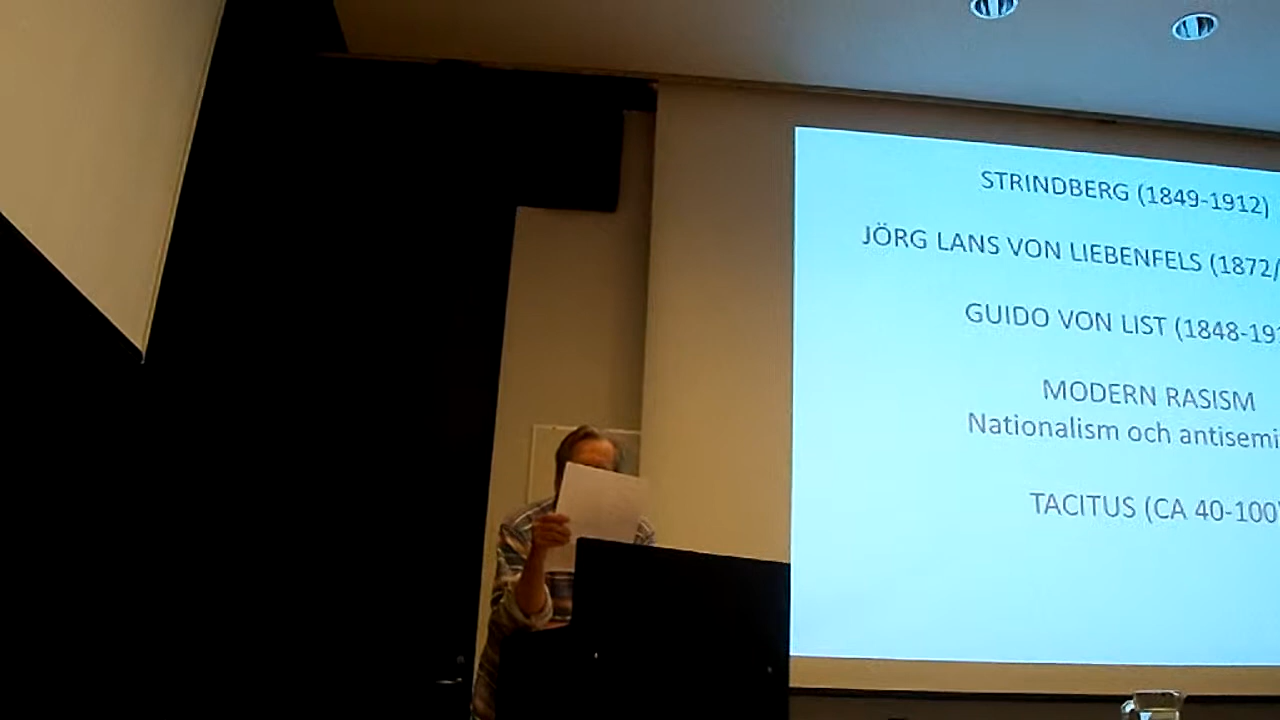 STRINDBERG (1849-1912)
JÖRG LANS VON LIEBENFELS (1872/
GUIDO VON LIST (1848-19
MODERN RASISM
Nationalism och antisemi
TACITUS (CA 40-100